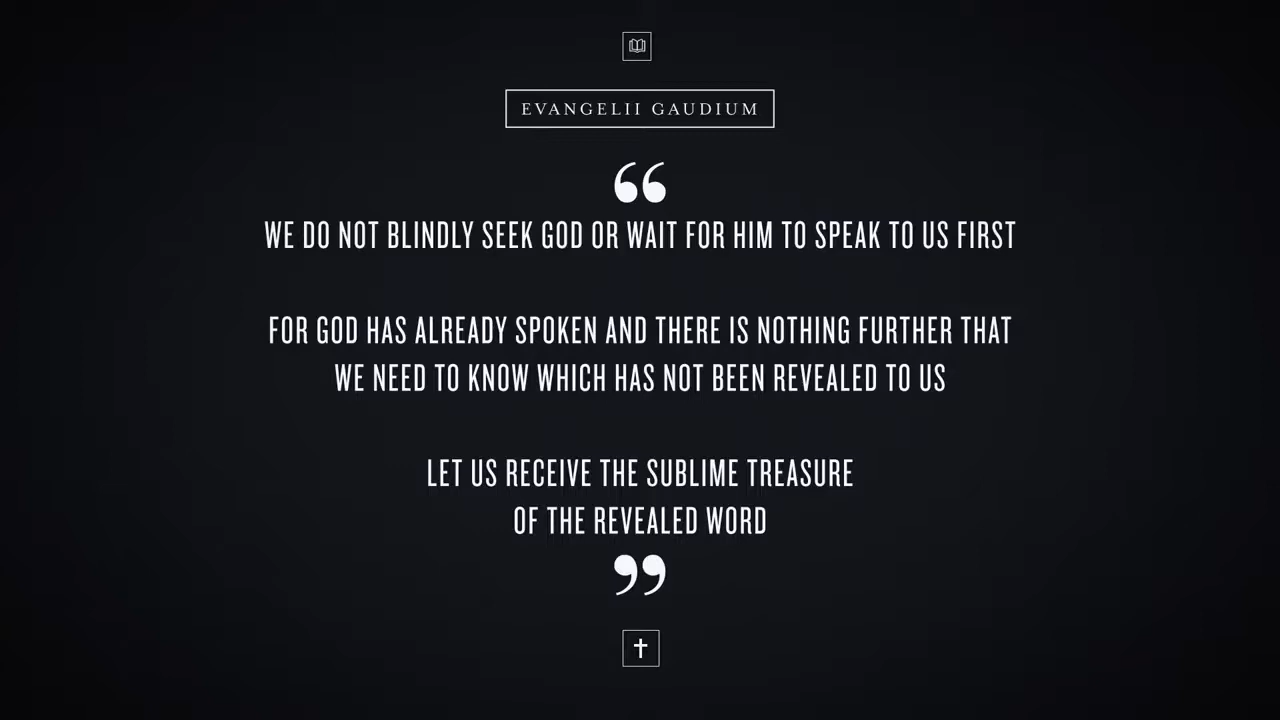 EVANGELII GAUDIUM
“
WE DO NOT BLINDLY SEEK GOD OR WAIT FOR HIM TO SPEAK TO US FIRST
FOR GOD HAS ALREADY SPOKEN AND THERE IS NOTHING FURTHER THAT
WE NEED TO KNOW WHICH HAS NOT BEEN REVEALED TO US
LET US RECEIVE THE SUBLIME TREASURE
OF THE REVEALED WORD
”